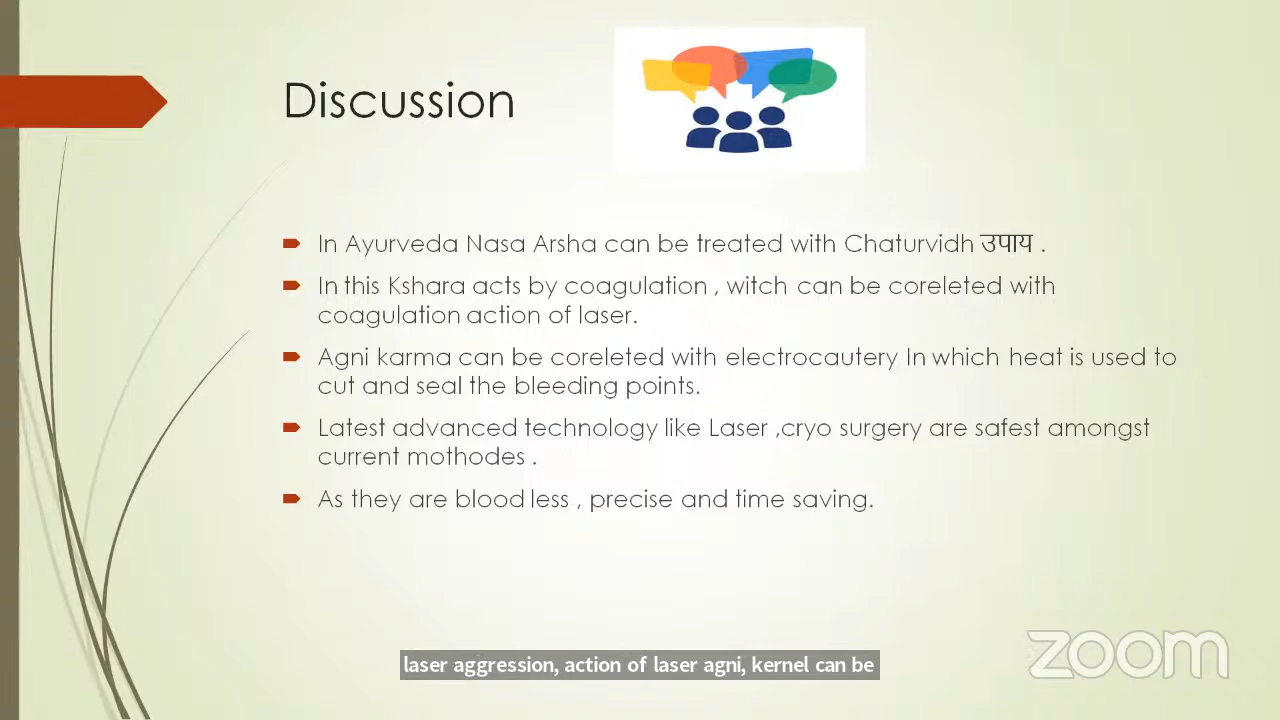 Discussion
In Ayurveda Nasa Arsha can be treated with Chaturvidh उपाय .
In this Kshara acts by coagulation , witch can be coreleted with
coagulation action of laser.
Agni karma can be coreleted with electrocautery In which heat is used to
cut and seal the bleeding points.
Latest advanced technology like Laser ,cryo surgery are safest amongst
current mothodes .
As they are blood less , precise and time saving.
laser aggression, action of laser agni, kernel can be
zoom